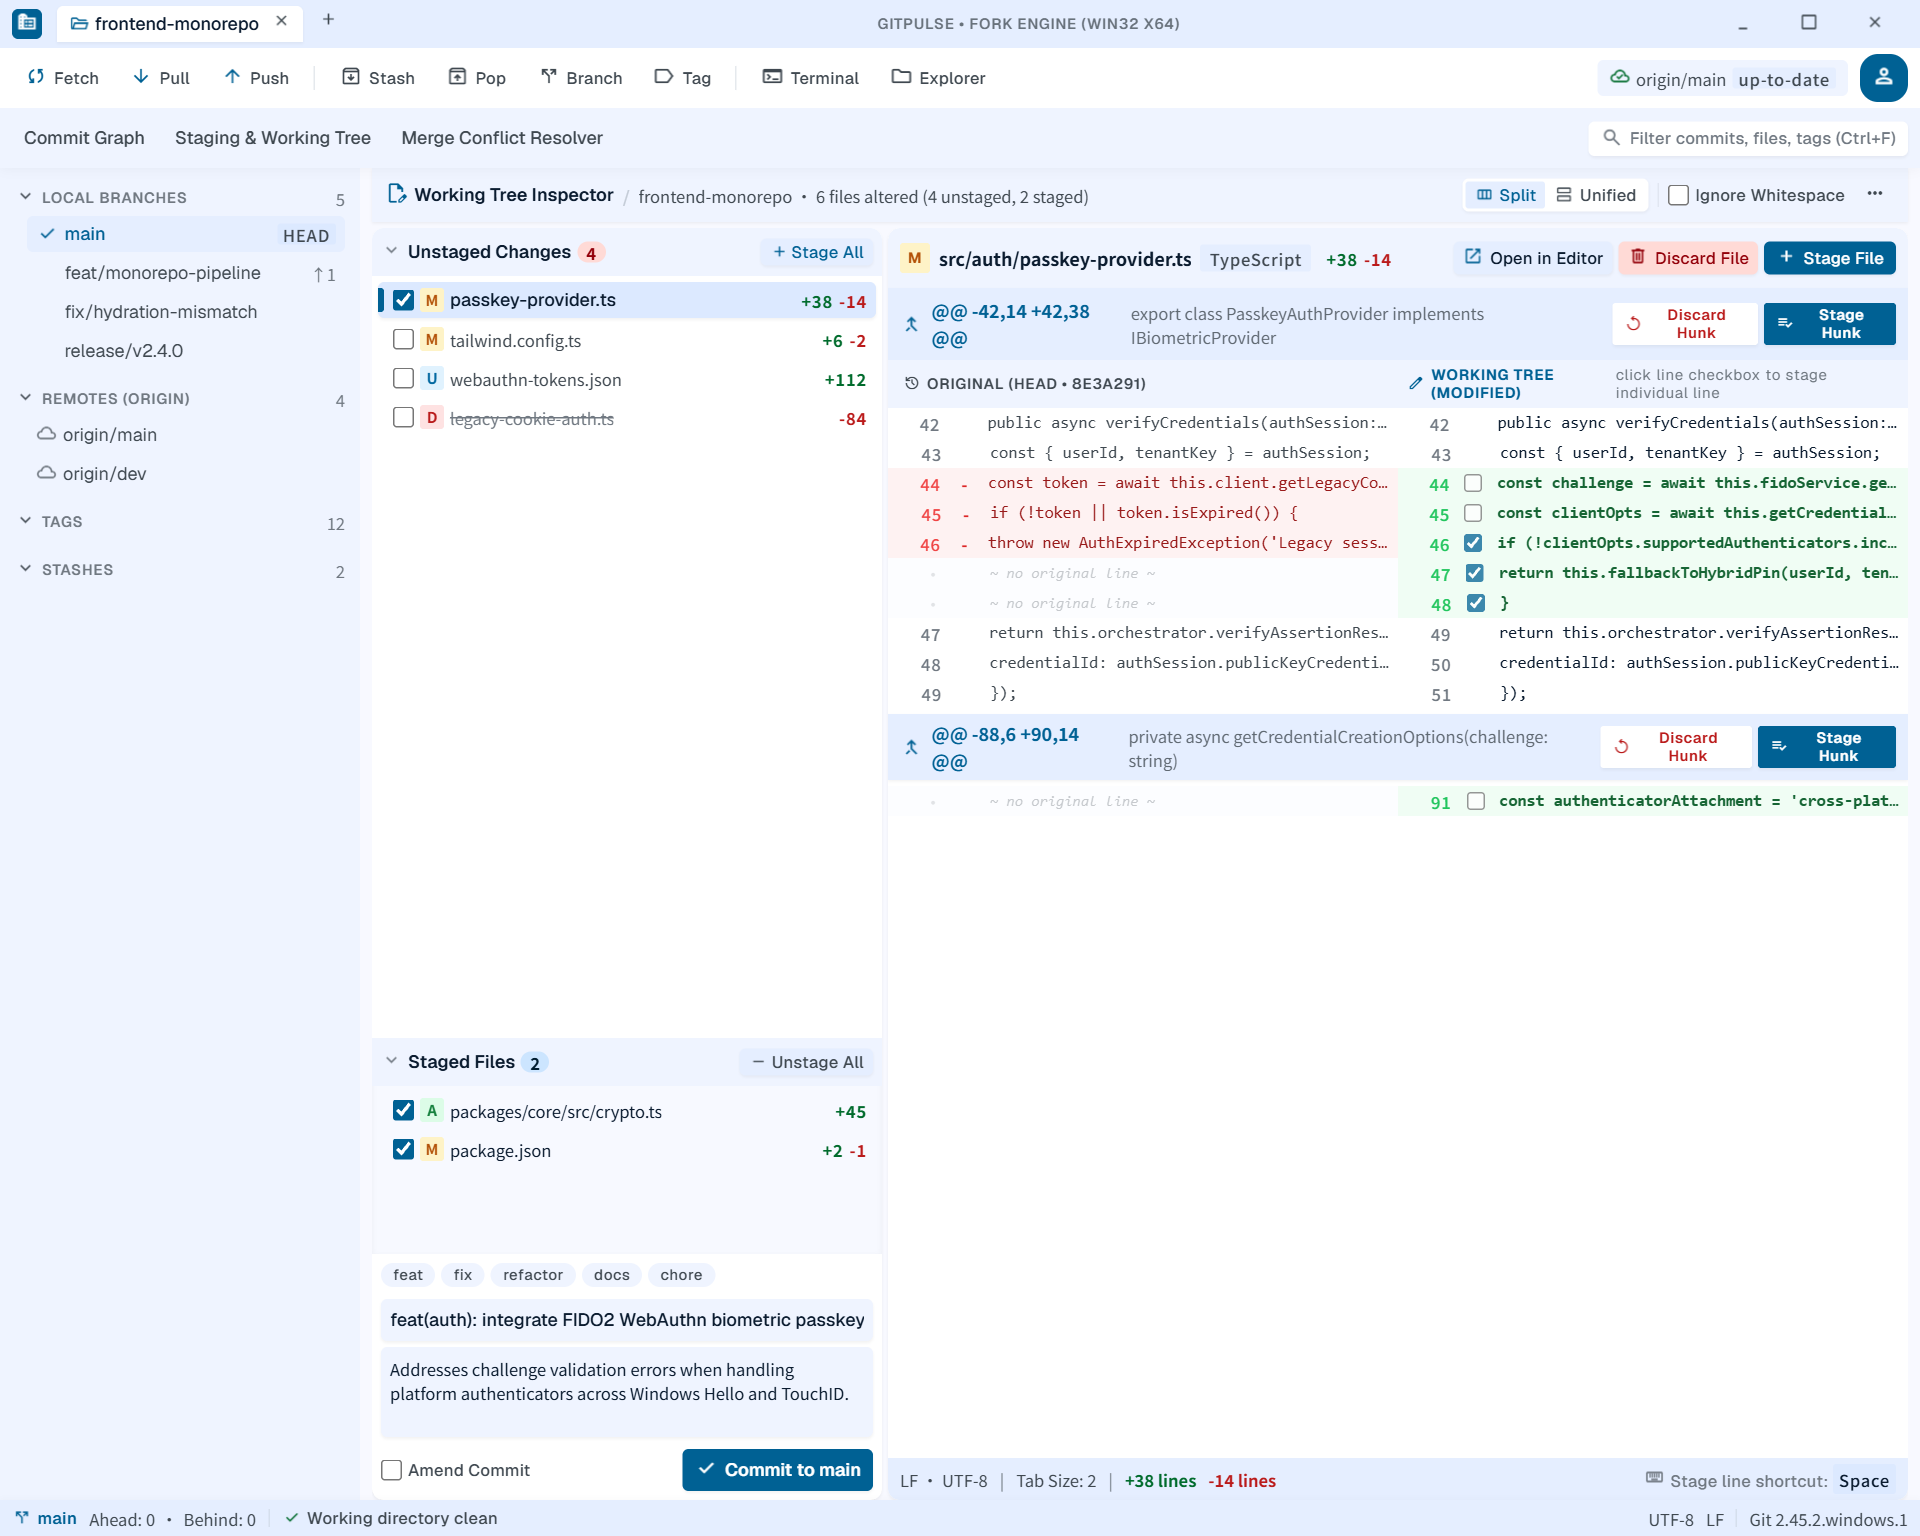 frontend-monorepo
GITPULSE • FORK ENGINE (WIN32 X64)
Fetch
Pull
Push
Stash
Pop
Branch
Tag
Terminal
Explorer
origin/main up-to-date
Commit Graph
Staging & Working Tree
Merge Conflict Resolver
Filter commits, files, tags (Ctrl+F)
LOCAL BRANCHES 5
main HEAD
feat/monorepo-pipeline ↑1
fix/hydration-mismatch
release/v2.4.0
REMOTES (ORIGIN) 4
origin/main
origin/dev
TAGS 12
STASHES 2
Working Tree Inspector / frontend-monorepo • 6 files altered (4 unstaged, 2 staged)
Split
Unified
Ignore Whitespace
Unstaged Changes 4
+ Stage All
M passkey-provider.ts +38 -14
M tailwind.config.ts +6 -2
U webauthn-tokens.json +112
D legacy-cookie-auth.ts -84
Staged Files 2
Unstage All
A packages/core/src/crypto.ts +45
M package.json +2 -1
feat
fix
refactor
docs
chore
feat(auth): integrate FIDO2 WebAuthn biometric passkey
Addresses challenge validation errors when handling
platform authenticators across Windows Hello and TouchID.
Amend Commit
Commit to main
M src/auth/passkey-provider.ts TypeScript +38 -14
Open in Editor
Discard File
Stage File
@@ -42,14 +42,38
@@
export class PasskeyAuthProvider implements
IBiometricProvider
Discard
Hunk
Stage
Hunk
ORIGINAL (HEAD • 8E3A291)
WORKING TREE
(MODIFIED)
click line checkbox to stage
individual line
42 public async verifyCredentials(authSession:…
42 public async verifyCredentials(authSession:…
43 const { userId, tenantKey } = authSession;
43 const { userId, tenantKey } = authSession;
44 - const token = await this.client.getLegacyCo…
44 const challenge = await this.fidoService.ge…
45 - if (!token || token.isExpired()) {
45 const clientOpts = await this.getCredential…
46 - throw new AuthExpiredException('Legacy sess…
46 if (!clientOpts.supportedAuthenticators.inc…
~ no original line ~
47 return this.fallbackToHybridPin(userId, ten…
~ no original line ~
48 }
47 return this.orchestrator.verifyAssertionRes…
49 return this.orchestrator.verifyAssertionRes…
48 credentialId: authSession.publicKeyCredenti…
50 credentialId: authSession.publicKeyCredenti…
49 });
51 });
@@ -88,6 +90,14
@@
private async getCredentialCreationOptions(challenge:
string)
Discard
Hunk
Stage
Hunk
~ no original line ~
91 const authenticatorAttachment = 'cross-plat…
LF • UTF-8 | Tab Size: 2 | +38 lines -14 lines
Stage line shortcut: Space
main Ahead: 0 • Behind: 0
Working directory clean
UTF-8 LF Git 2.45.2.windows.1